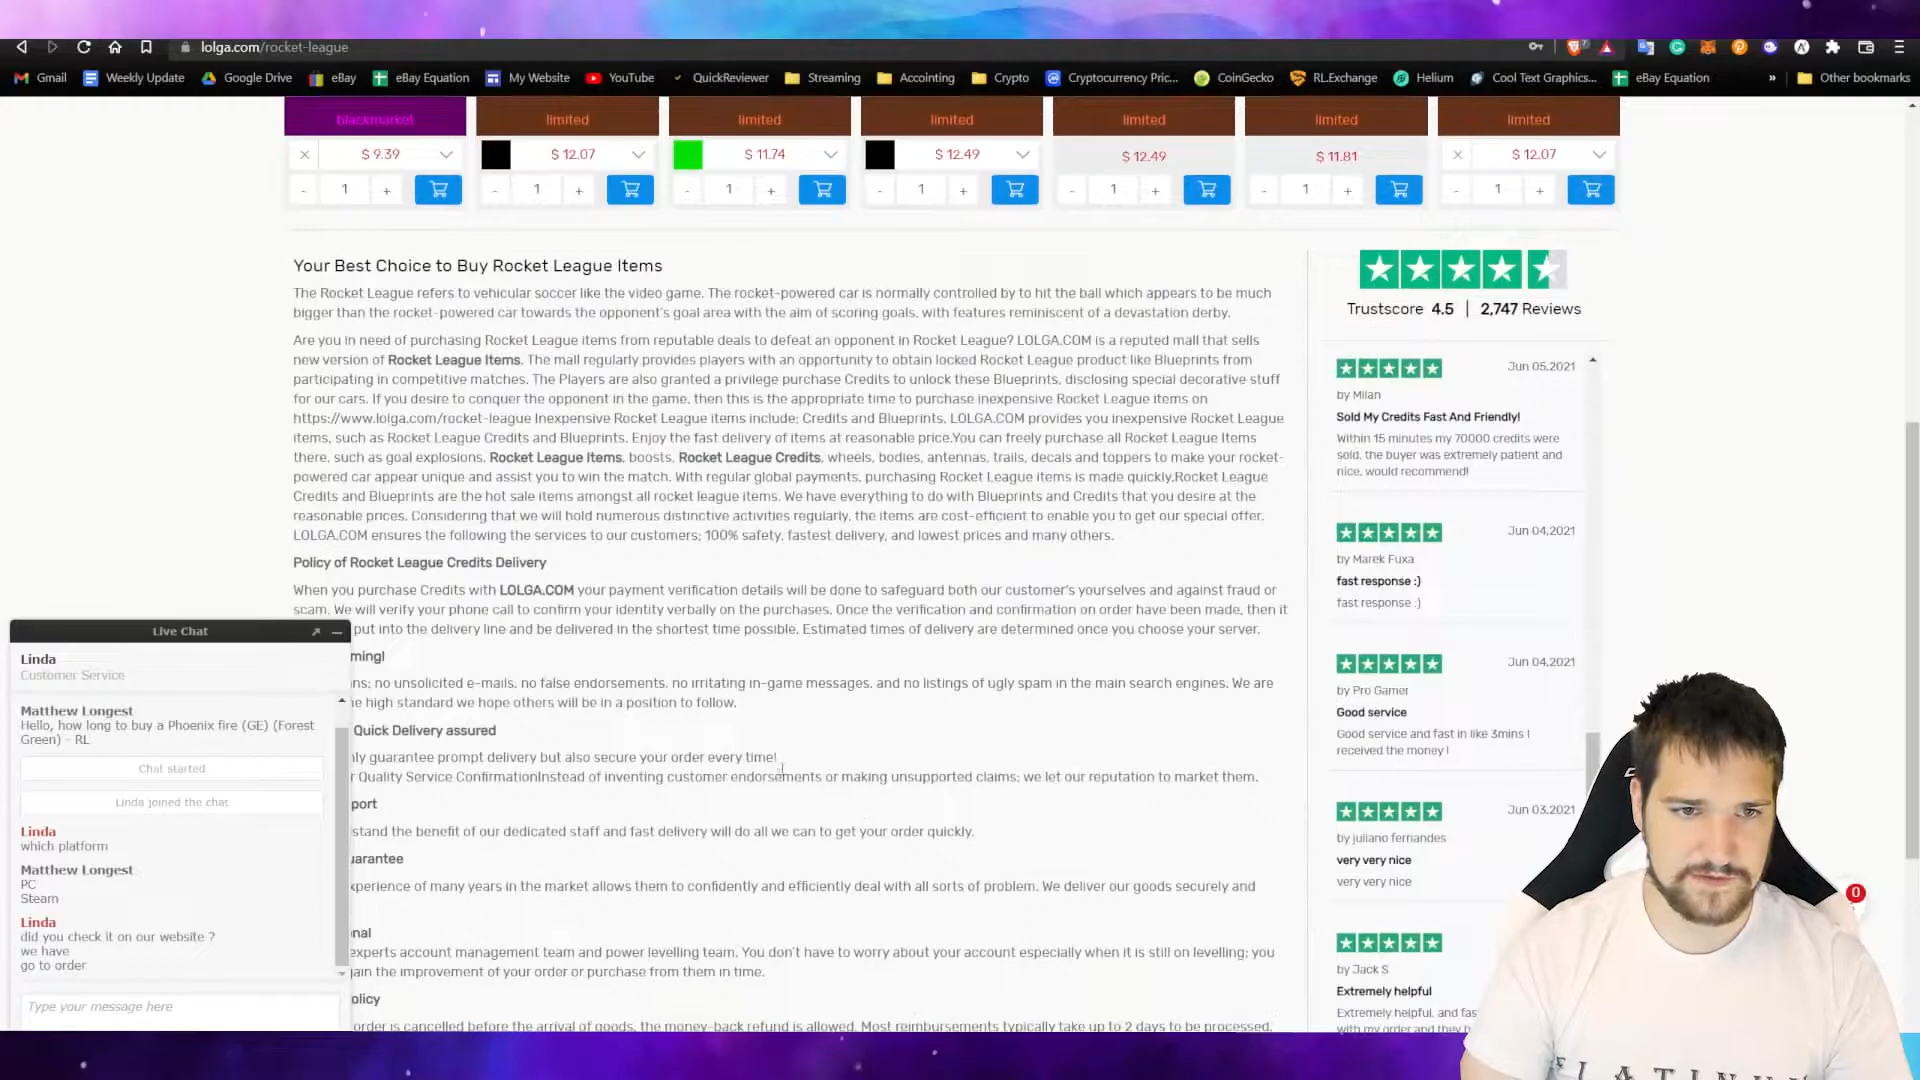 lolga.com/rocket-league
Gmail Weekly Update Google Drive eBay eBay Equation My Website YouTube QuickReviewer Streaming Accointing Crypto Cryptocurrency Pric... CoinGecko RL.Exchange Helium Cool Text Graphics... eBay Equation » Other bookmarks
blackmarket limited limited limited limited limited limited
$ 9.39 $ 12.07 $ 11.74 $ 12.49 $ 12.49 $ 11.81 $ 12.07
- 1 + - 1 + - 1 + - 1 + - 1 + - 1 + - 1 +
Your Best Choice to Buy Rocket League Items
The Rocket League refers to vehicular soccer like the video game. The rocket-powered car is normally controlled by to hit the ball which appears to be much
bigger than the rocket-powered car towards the opponent's goal area with the aim of scoring goals, with features reminiscent of a devastation derby.
Are you in need of purchasing Rocket League items from reputable deals to defeat an opponent in Rocket League? LOLGA.COM is a reputed mall that sells
new version of Rocket League Items. The mall regularly provides players with an opportunity to obtain locked Rocket League product like Blueprints from
participating in competitive matches. The Players are also granted a privilege purchase Credits to unlock these Blueprints, disclosing special decorative stuff
for our cars. If you desire to conquer the opponent in the game, then this is the appropriate time to purchase inexpensive Rocket League items on
https://www.lolga.com/rocket-league Inexpensive Rocket League items include; Credits and Blueprints, LOLGA.COM provides you inexpensive Rocket League
items, such as Rocket League Credits and Blueprints. Enjoy the fast delivery of items at reasonable price.You can freely purchase all Rocket League Items
there, such as goal explosions, Rocket League Items, boosts, Rocket League Credits, wheels, bodies, antennas, trails, decals and toppers to make your rocket-
powered car appear unique and assist you to win the match. With regular global payments, purchasing Rocket League items is made quickly.Rocket League
Credits and Blueprints are the hot sale items amongst all rocket league items. We have everything to do with Blueprints and Credits that you desire at the
reasonable prices. Considering that we will hold numerous distinctive activities regularly, the items are cost-efficient to enable you to get our special offer.
LOLGA.COM ensures the following the services to our customers; 100% safety, fastest delivery, and lowest prices and many others.
Policy of Rocket League Credits Delivery
When you purchase Credits with LOLGA.COM your payment verification details will be done to safeguard both our customer's yourselves and against fraud or
scam. We will verify your phone call to confirm your identity verbally on the purchases. Once the verification and confirmation on order have been made, then it
put into the delivery line and be delivered in the shortest time possible. Estimated times of delivery are determined once you choose your server.
ming!
ns; no unsolicited e-mails, no false endorsements, no irritating in-game messages, and no listings of ugly spam in the main search engines. We are
e high standard we hope others will be in a position to follow.
Quick Delivery assured
nly guarantee prompt delivery but also secure your order every time!
r Quality Service ConfirmationInstead of inventing customer endorsements or making unsupported claims; we let our reputation to market them.
port
stand the benefit of our dedicated staff and fast delivery will do all we can to get your order quickly.
uarantee
xperience of many years in the market allows them to confidently and efficiently deal with all sorts of problem. We deliver our goods securely and
nal
experts account management team and power levelling team. You don't have to worry about your account especially when it is still on levelling; you
ain the improvement of your order or purchase from them in time.
olicy
order is cancelled before the arrival of goods, the money-back refund is allowed. Most reimbursements typically take up to 2 days to be processed.
Trustscore 4.5 | 2,747 Reviews
Jun 05,2021
by Milan
Sold My Credits Fast And Friendly!
Within 15 minutes my 70000 credits were
sold, the buyer was extremely patient and
nice, would recommend!
Jun 04,2021
by Marek Fuxa
fast response :)
fast response :)
Jun 04,2021
by Pro Gamer
Good service
Good service and fast in like 3mins I
received the money !
Jun 03,2021
by juliano fernandes
very very nice
very very nice
by Jack S
Extremely helpful
Extremely helpful, and fas
with my order and they h
Live Chat
Linda
Customer Service
Matthew Longest
Hello, how long to buy a Phoenix fire (GE) (Forest
Green) - RL
Chat started
Linda joined the chat
Linda
which platform
Matthew Longest
PC
Steam
Linda
did you check it on our website ?
we have
go to order
Type your message here
0